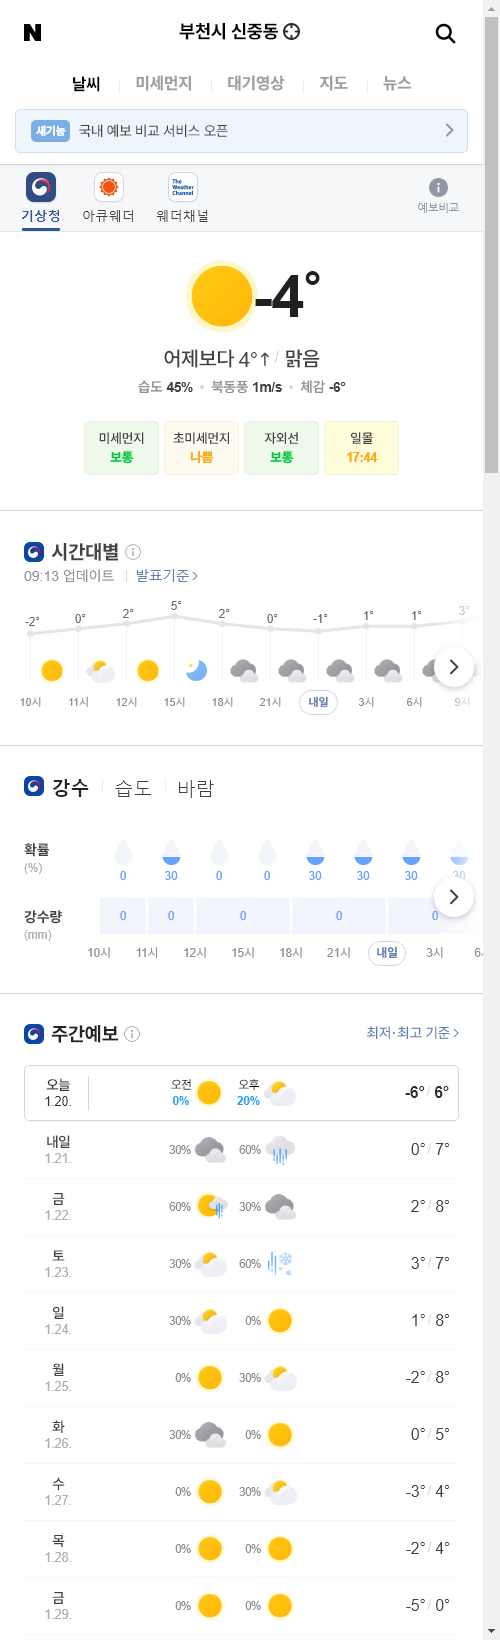 N 부천시 신중동
날씨 미세먼지 대기영상 지도 뉴스
새기능 국내 예보 비교 서비스 오픈
The Weather Channel
기상청 아큐웨더 웨더채널 예보비교
-4°
어제보다 4°↑ / 맑음
습도 45% • 북동풍 1m/s • 체감 -6°
미세먼지 초미세먼지 자외선 일몰
보통 나쁨 보통 17:44
시간대별
09:13 업데이트 발표기준 >
-2° 0° 2° 5° 2° 0° -1° 1° 1° 3°
10시 11시 12시 15시 18시 21시 내일 3시 6시 9시
강수 습도 바람
확률
(%)
0 30 0 0 30 30 30 30
강수량
(mm)
0 0 0 0 0
10시 11시 12시 15시 18시 21시 내일 3시
주간예보 최저·최고 기준 >
오늘 오전 오후
1.20. 0% 20% -6° / 6°
내일
1.21. 30% 60% 0° / 7°
금
1.22. 60% 30% 2° / 8°
토
1.23. 30% 60% 3° / 7°
일
1.24. 30% 0% 1° / 8°
월
1.25. 0% 30% -2° / 8°
화
1.26. 30% 0% 0° / 5°
수
1.27. 0% 30% -3° / 4°
목
1.28. 0% 0% -2° / 4°
금
1.29. 0% 0% -5° / 0°